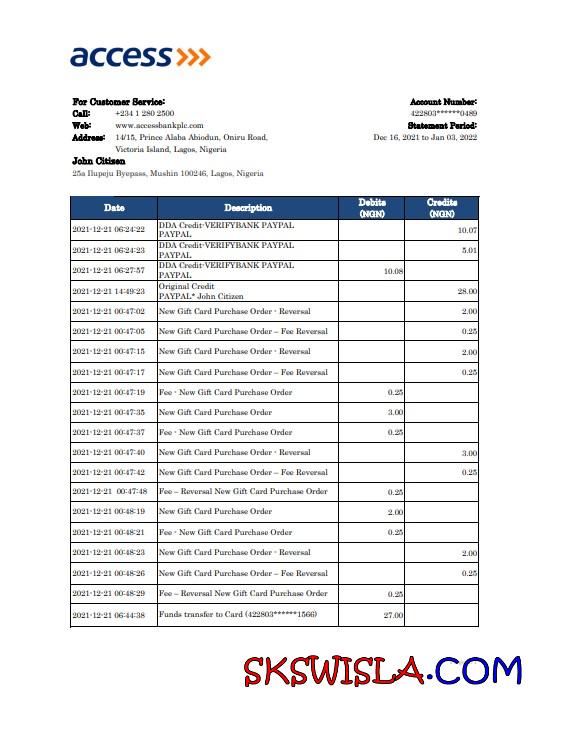 access
For Customer Service:
Call: +234 1 280 2500
Web: www.accessbankplc.com
Address: 14/15, Prince Alaba Abiodun, Oniru Road,
Victoria Island, Lagos, Nigeria
Account Number:
422803******0489
Statement Period:
Dec 16, 2021 to Jan 03, 2022
John Citizen
25a Ilupeju Byepass, Mushin 100246, Lagos, Nigeria
Date Description Debits (NGN) Credits (NGN)
2021-12-21 06:24:22 DDA Credit-VERIFYBANK PAYPAL
PAYPAL 10.07
2021-12-21 06:24:23 DDA Credit-VERIFYBANK PAYPAL
PAYPAL 5.01
2021-12-21 06:27:57 DDA Credit-VERIFYBANK PAYPAL
PAYPAL 10.08
2021-12-21 14:49:23 Original Credit
PAYPAL* John Citizen 28.00
2021-12-21 00:47:02 New Gift Card Purchase Order - Reversal 2.00
2021-12-21 00:47:05 New Gift Card Purchase Order – Fee Reversal 0.25
2021-12-21 00:47:15 New Gift Card Purchase Order - Reversal 2.00
2021-12-21 00:47:17 New Gift Card Purchase Order – Fee Reversal 0.25
2021-12-21 00:47:19 Fee - New Gift Card Purchase Order 0.25
2021-12-21 00:47:35 New Gift Card Purchase Order 3.00
2021-12-21 00:47:37 Fee - New Gift Card Purchase Order 0.25
2021-12-21 00:47:40 New Gift Card Purchase Order - Reversal 3.00
2021-12-21 00:47:42 New Gift Card Purchase Order – Fee Reversal 0.25
2021-12-21 00:47:48 Fee – Reversal New Gift Card Purchase Order 0.25
2021-12-21 00:48:19 New Gift Card Purchase Order 2.00
2021-12-21 00:48:21 Fee - New Gift Card Purchase Order 0.25
2021-12-21 00:48:23 New Gift Card Purchase Order - Reversal 2.00
2021-12-21 00:48:26 New Gift Card Purchase Order – Fee Reversal 0.25
2021-12-21 00:48:29 Fee – Reversal New Gift Card Purchase Order 0.25
2021-12-21 06:44:38 Funds transfer to Card (422803******1566) 27.00
SKSWISLA.COM